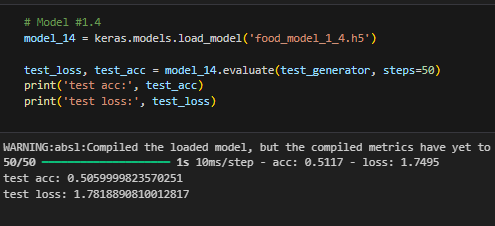 # Model #1.4
model_14 = keras.models.load_model('food_model_1_4.h5')
test_loss, test_acc = model_14.evaluate(test_generator, steps=50)
print('test acc:', test_acc)
print('test loss:', test_loss)
WARNING:absl:Compiled the loaded model, but the compiled metrics have yet to
50/50 ━━━━━━━━━━━━━━━━━━━━ 1s 10ms/step - acc: 0.5117 - loss: 1.7495
test acc: 0.5059999823570251
test loss: 1.7818890810012817